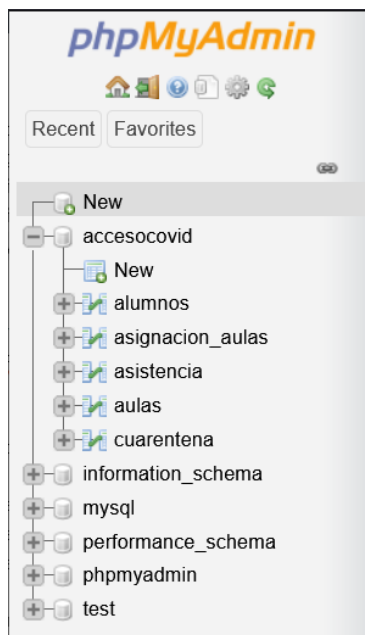 phpMyAdmin
Recent Favorites
New
accesocovid
New
alumnos
asignacion_aulas
asistencia
aulas
cuarentena
information_schema
mysql
performance_schema
phpmyadmin
test